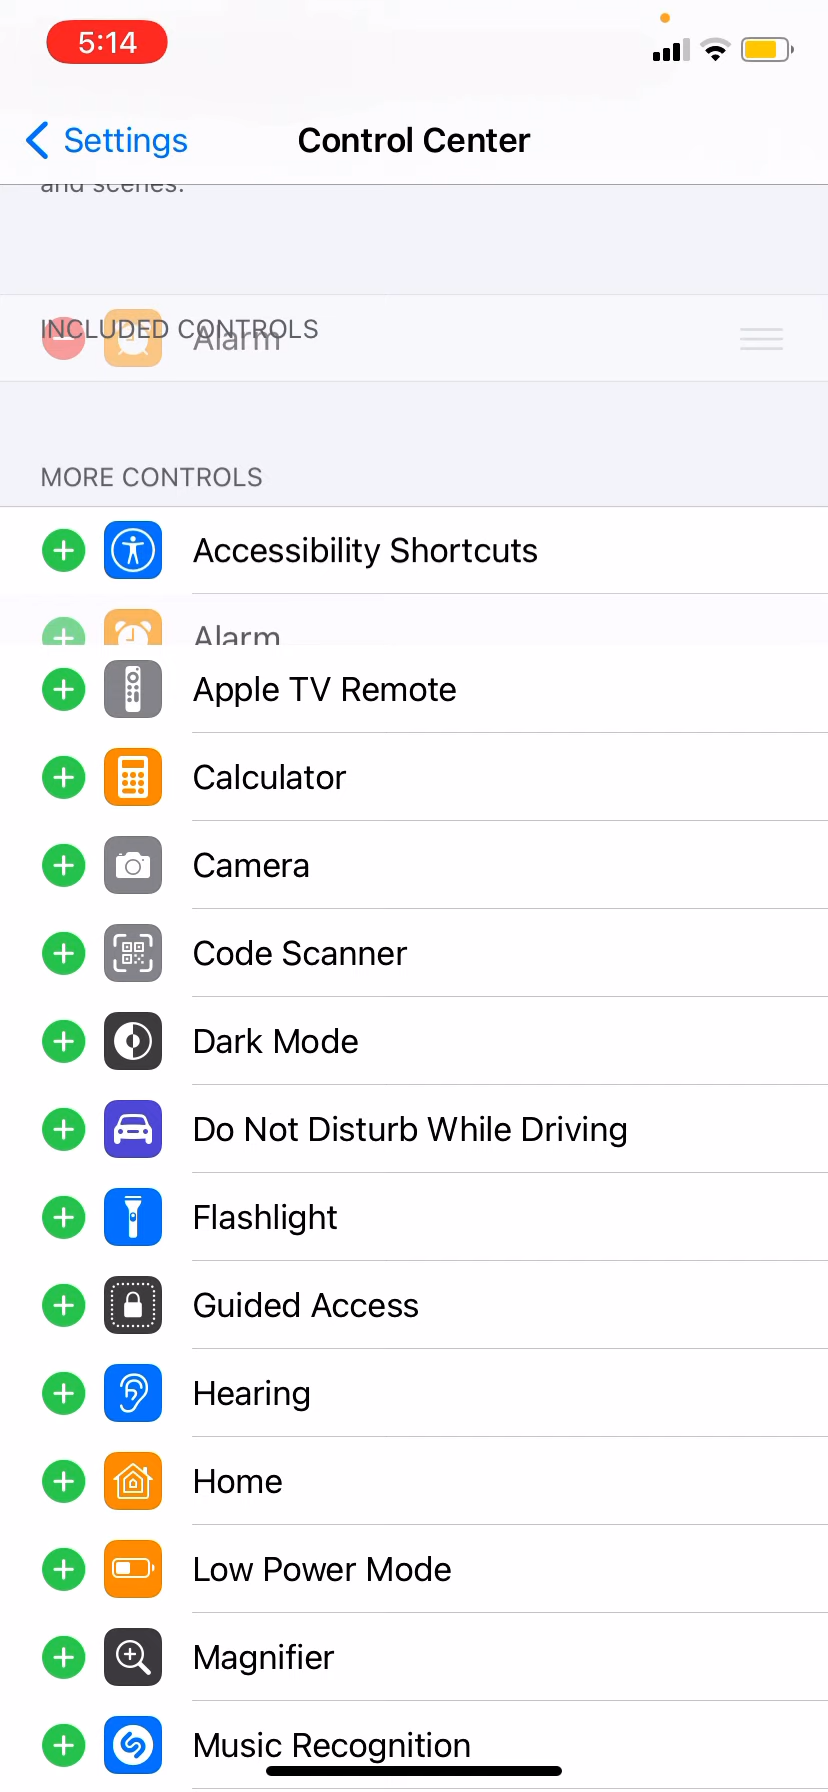 5:14
Settings
Control Center
and scenes.
INCLUDED CONTROLS
Alarm
MORE CONTROLS
Accessibility Shortcuts
Alarm
Apple TV Remote
Calculator
Camera
Code Scanner
Dark Mode
Do Not Disturb While Driving
Flashlight
Guided Access
Hearing
Home
Low Power Mode
Magnifier
Music Recognition